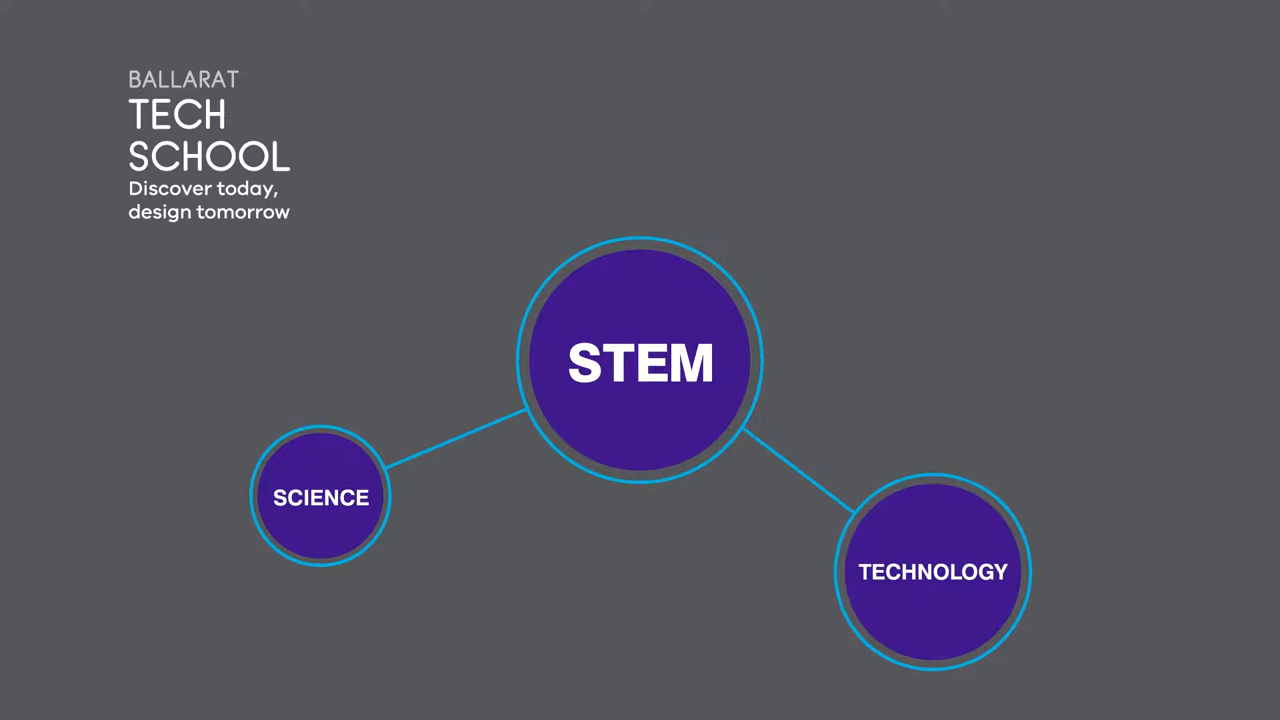 BALLARAT
TECH
SCHOOL
Discover today,
design tomorrow
STEM
SCIENCE
TECHNOLOGY